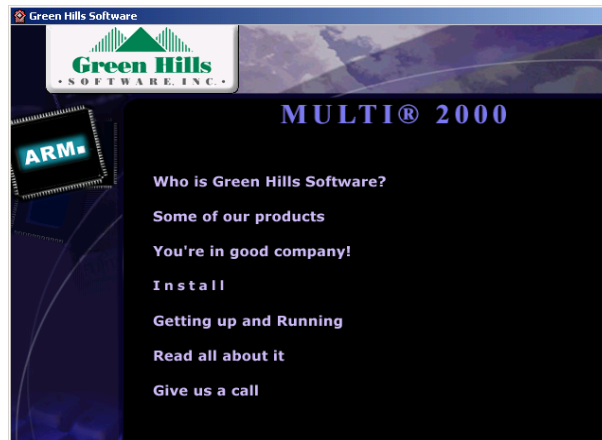 Green Hills Software
Green Hills
· SOFTWARE, INC. ·
MULTI® 2000
ARM
Who is Green Hills Software?
Some of our products
You're in good company!
Install
Getting up and Running
Read all about it
Give us a call